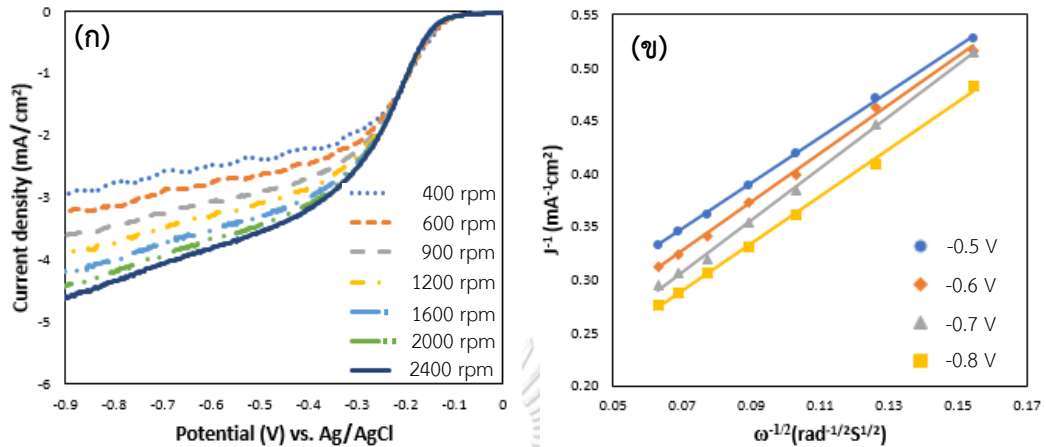 (ก)
0
-1
-2
-3
-4
-5
-6
Current density (mA/cm²)
400 rpm
600 rpm
900 rpm
1200 rpm
1600 rpm
2000 rpm
2400 rpm
-0.9 -0.8 -0.7 -0.6 -0.5 -0.4 -0.3 -0.2 -0.1 0
Potential (V) vs. Ag/AgCl
(ข)
0.55
0.50
0.45
0.40
0.35
0.30
0.25
0.20
J⁻¹ (mA⁻¹cm²)
-0.5 V
-0.6 V
-0.7 V
-0.8 V
0.05 0.07 0.09 0.11 0.13 0.15 0.17
ω⁻¹/²(rad⁻¹/²S¹/²)